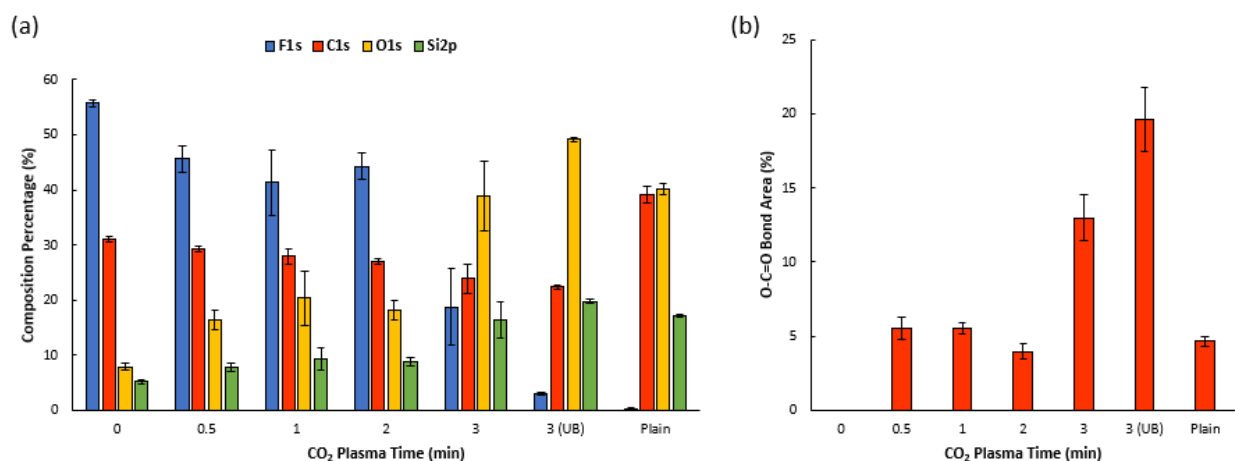 (a)
F1s C1s O1s Si2p
Composition Percentage (%)
60
50
40
30
20
10
0
0 0.5 1 2 3 3 (UB) Plain
CO₂ Plasma Time (min)
(b)
O-C=O Bond Area (%)
25
20
15
10
5
0
0 0.5 1 2 3 3 (UB) Plain
CO₂ Plasma Time (min)